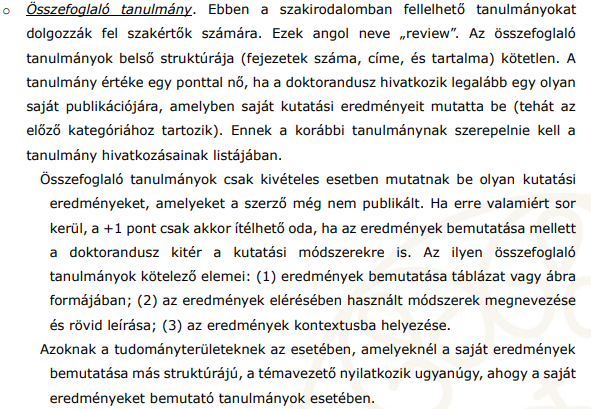 o Összefoglaló tanulmány. Ebben a szakirodalomban fellelhető tanulmányokat
dolgozzák fel szakértők számára. Ezek angol neve „review”. Az összefoglaló
tanulmányok belső struktúrája (fejezetek száma, címe, és tartalma) kötetlen. A
tanulmány értéke egy ponttal nő, ha a doktorandusz hivatkozik legalább egy olyan
saját publikációjára, amelyben saját kutatási eredményeit mutatta be (tehát az
előző kategóriához tartozik). Ennek a korábbi tanulmánynak szerepelnie kell a
tanulmány hivatkozásainak listájában.
Összefoglaló tanulmányok csak kivételes esetben mutatnak be olyan kutatási
eredményeket, amelyeket a szerző még nem publikált. Ha erre valamiért sor
kerül, a +1 pont csak akkor ítélhető oda, ha az eredmények bemutatása mellett
a doktorandusz kitér a kutatási módszerekre is. Az ilyen összefoglaló
tanulmányok kötelező elemei: (1) eredmények bemutatása táblázat vagy ábra
formájában; (2) az eredmények elérésében használt módszerek megnevezése
és rövid leírása; (3) az eredmények kontextusba helyezése.
Azoknak a tudományterületeknek az esetében, amelyeknél a saját eredmények
bemutatása más struktúrájú, a témavezető nyilatkozik ugyanúgy, ahogy a saját
eredményeket bemutató tanulmányok esetében.